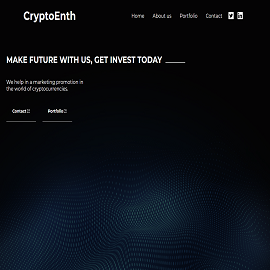 CryptoEnth
Home About us Portfolio Contact
MAKE FUTURE WITH US, GET INVEST TODAY
We help in a marketing promotion in
the world of cryptocurrencies.
Contact Portfolio